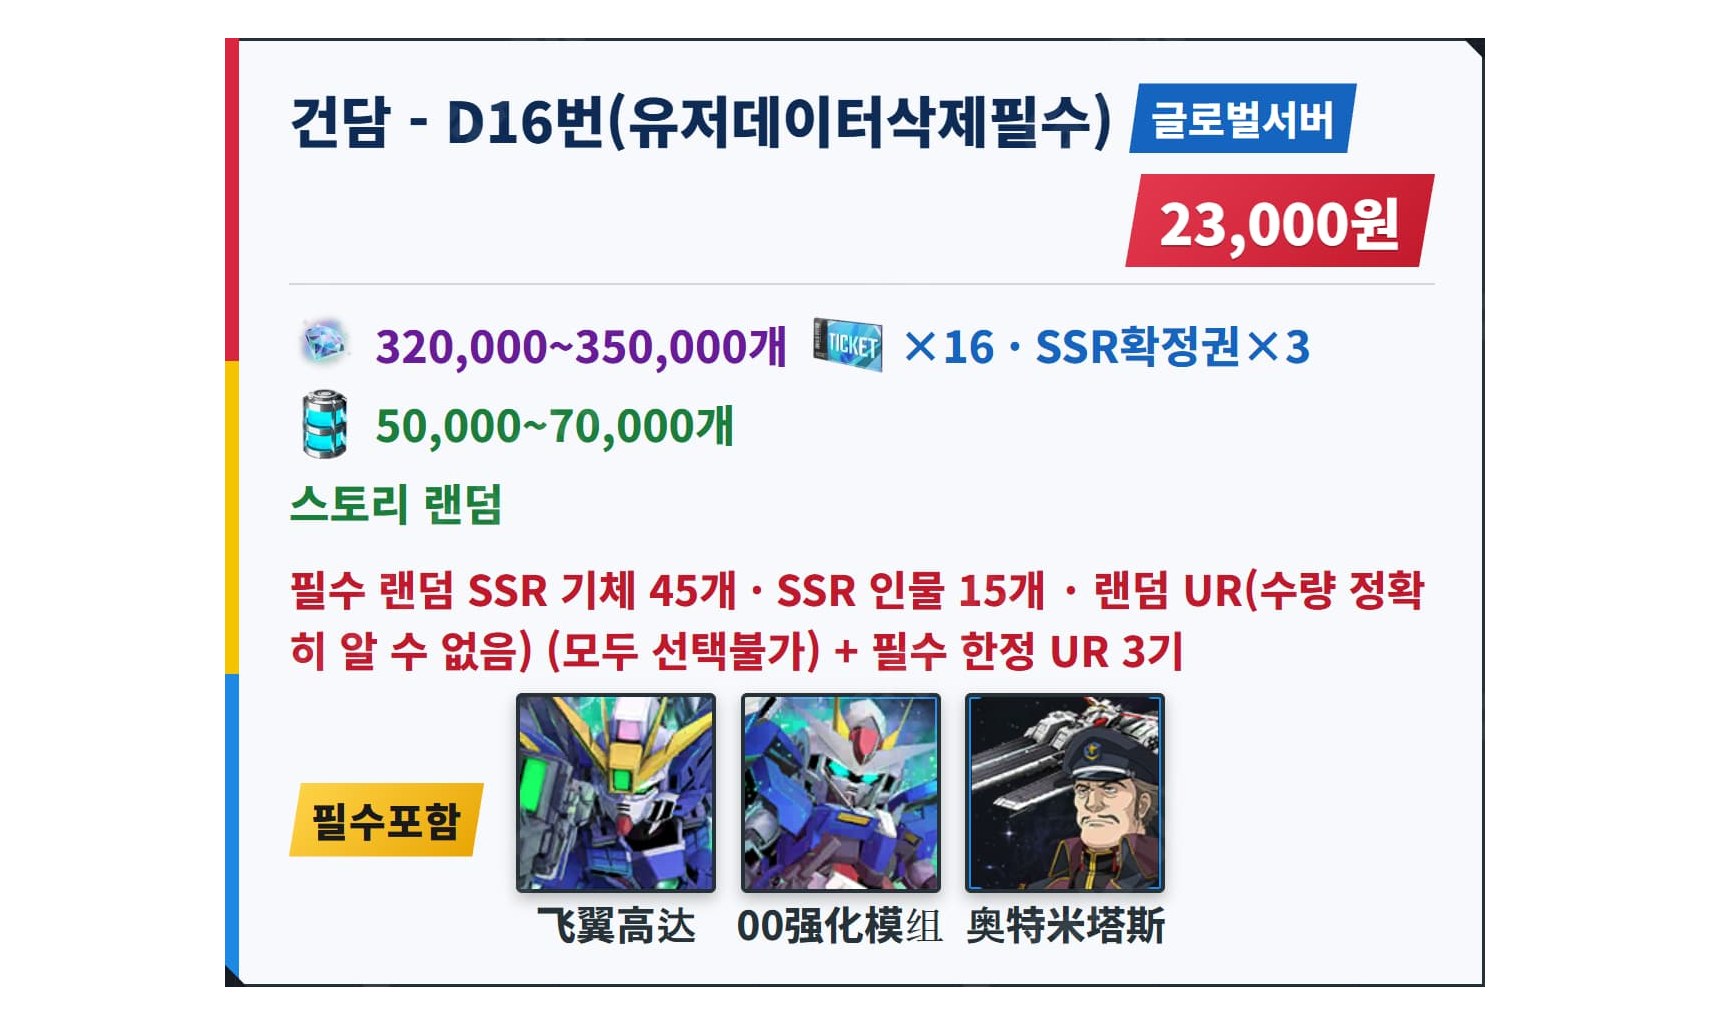 건담 - D16번(유저데이터삭제필수) 글로벌서버
23,000원
320,000~350,000개 TICKET ×16 · SSR확정권×3
50,000~70,000개
스토리 랜덤
필수 랜덤 SSR 기체 45개 · SSR 인물 15개 · 랜덤 UR(수량 정확
히 알 수 없음) (모두 선택불가) + 필수 한정 UR 3기
필수포함
飞翼高达 00强化模组 奥特米塔斯